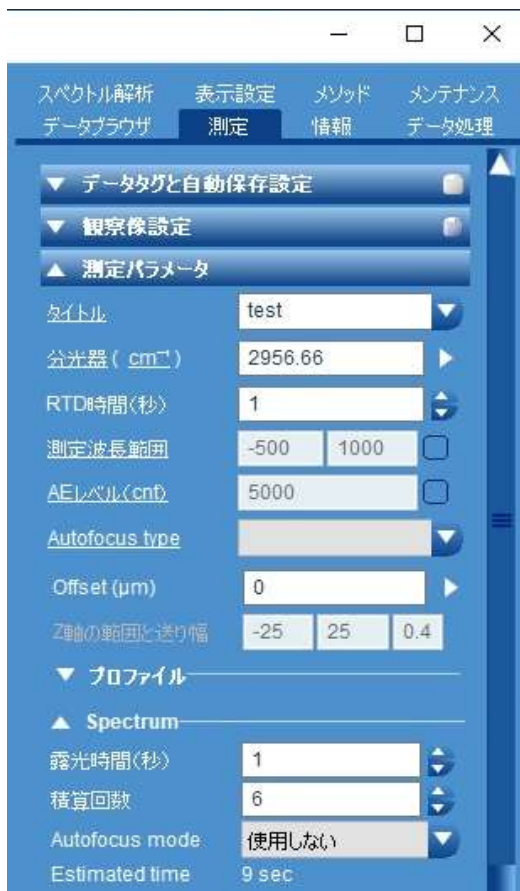 スペクトル解析 表示設定 メソッド メンテナンス
データブラウザ 測定 情報 データ処理
▼ データタグと自動保存設定
▼ 観察像設定
▲ 測定パラメータ
タイトル test
分光器 ( cm⁻¹ ) 2956.66
RTD時間(秒) 1
測定波長範囲 -500 1000
AEレベル(cnt) 5000
Autofocus type
Offset (μm) 0
Z軸の範囲と送り幅 -25 25 0.4
▼ プロファイル
▲ Spectrum
露光時間(秒) 1
積算回数 6
Autofocus mode 使用しない
Estimated time 9 sec